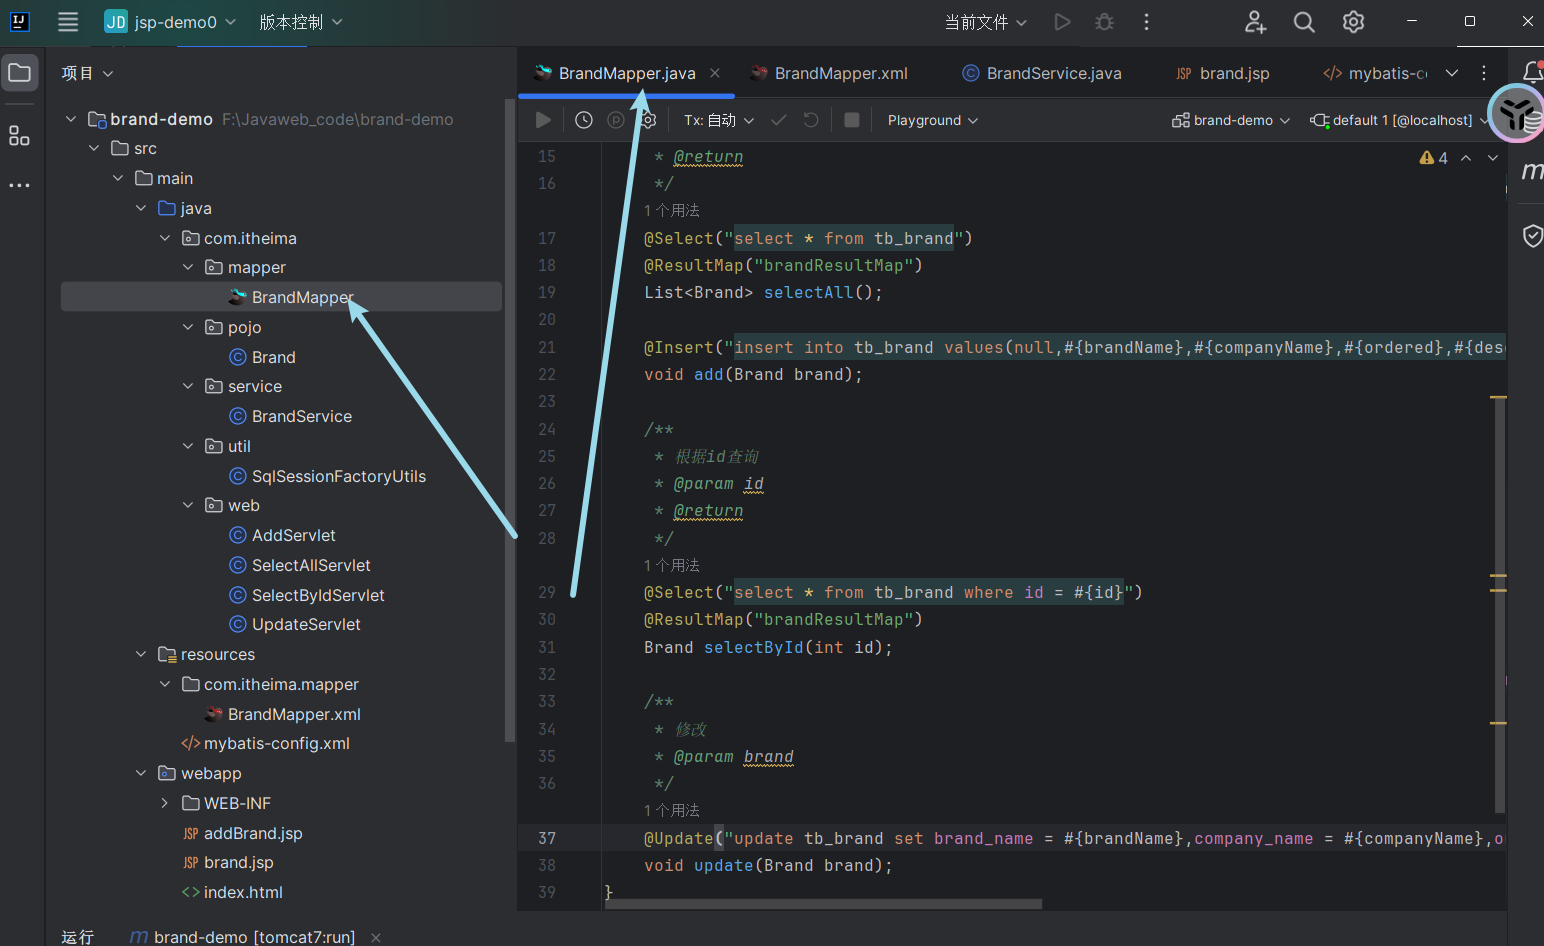 JD jsp-demo0 版本控制 当前文件
项目
brand-demo F:\Javaweb_code\brand-demo
src
main
java
com.itheima
mapper
BrandMapper
pojo
Brand
service
BrandService
util
SqlSessionFactoryUtils
web
AddServlet
SelectAllServlet
SelectByIdServlet
UpdateServlet
resources
com.itheima.mapper
BrandMapper.xml
mybatis-config.xml
webapp
WEB-INF
JSP addBrand.jsp
JSP brand.jsp
index.html
BrandMapper.java BrandMapper.xml BrandService.java JSP brand.jsp </> mybatis-co
Tx: 自动 Playground brand-demo default 1 [@localhost]
4
15 * @return
16 */
1 个用法
17 @Select("select * from tb_brand")
18 @ResultMap("brandResultMap")
19 List<Brand> selectAll();
20
21 @Insert("insert into tb_brand values(null,#{brandName},#{companyName},#{ordered},#{desc
22 void add(Brand brand);
23
24 /**
25 * 根据id查询
26 * @param id
27 * @return
28 */
1 个用法
29 @Select("select * from tb_brand where id = #{id}")
30 @ResultMap("brandResultMap")
31 Brand selectById(int id);
32
33 /**
34 * 修改
35 * @param brand
36 */
1 个用法
37 @Update("update tb_brand set brand_name = #{brandName},company_name = #{companyName},o
38 void update(Brand brand);
39 }
运行 brand-demo [tomcat7:run]